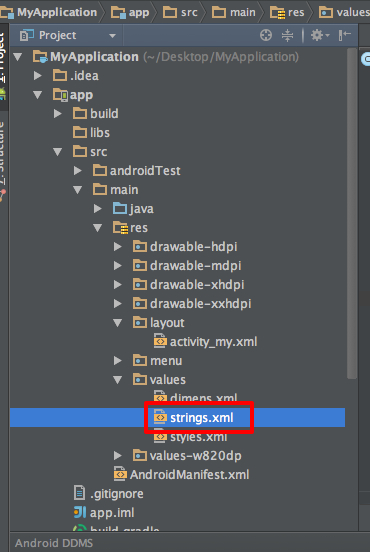 MyApplication app src main res values
1: Project
Project
MyApplication (~/Desktop/MyApplication)
.idea
app
build
libs
src
androidTest
main
java
res
drawable-hdpi
drawable-mdpi
drawable-xhdpi
drawable-xxhdpi
layout
activity_my.xml
menu
values
dimens.xml
strings.xml
styles.xml
values-w820dp
AndroidManifest.xml
.gitignore
app.iml
build.gradle
7: Structure
Android DDMS